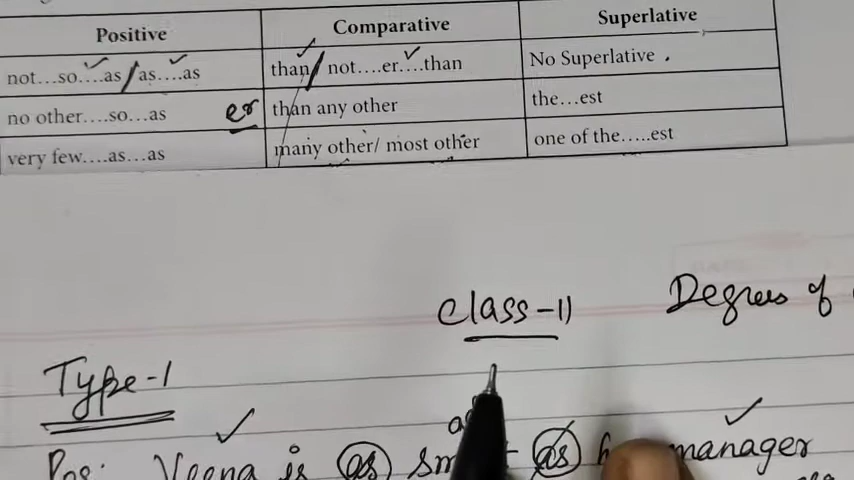 Positive Comparative Superlative
not...so....as/as....as than/ not....er....than No Superlative .
no other....so...as er than any other the...est
very few....as...as many other/ most other one of the.....est
Class-11 Degrees of
Type-1
Pos: Veena is as as manager